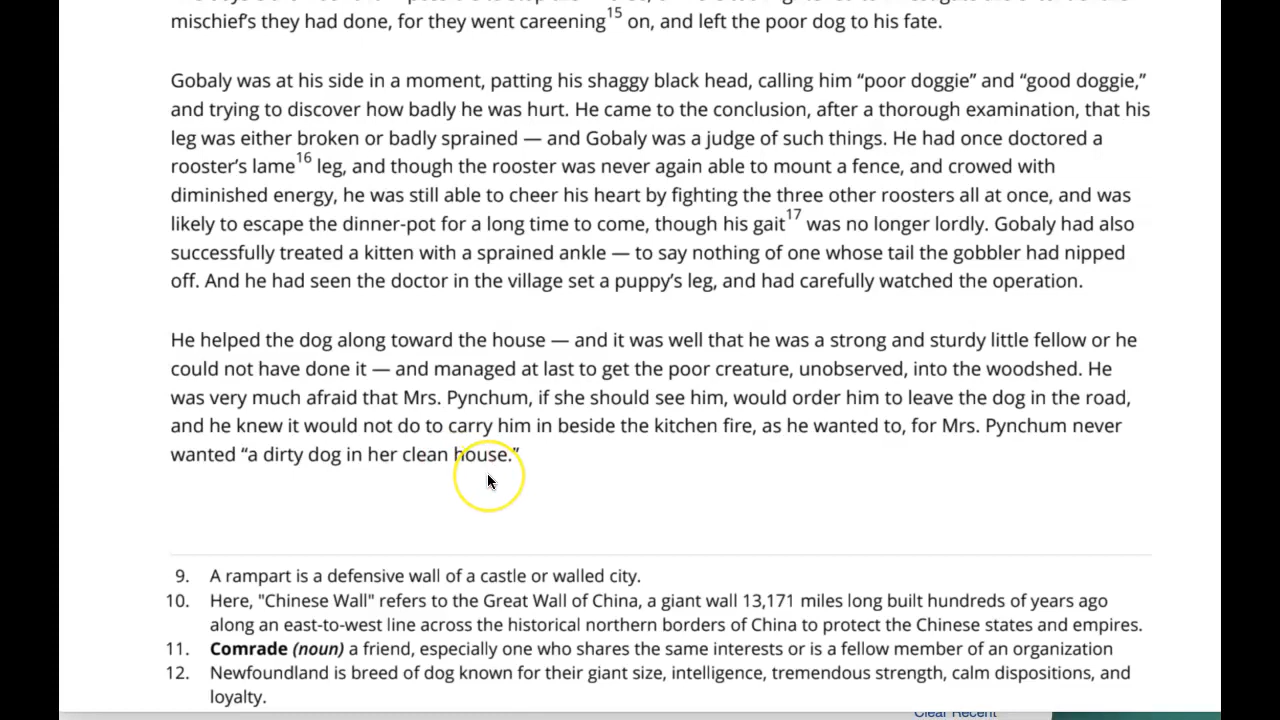 mischief's they had done, for they went careening15 on, and left the poor dog to his fate.
Gobaly was at his side in a moment, patting his shaggy black head, calling him “poor doggie” and “good doggie,”
and trying to discover how badly he was hurt. He came to the conclusion, after a thorough examination, that his
leg was either broken or badly sprained — and Gobaly was a judge of such things. He had once doctored a
rooster’s lame16 leg, and though the rooster was never again able to mount a fence, and crowed with
diminished energy, he was still able to cheer his heart by fighting the three other roosters all at once, and was
likely to escape the dinner-pot for a long time to come, though his gait17 was no longer lordly. Gobaly had also
successfully treated a kitten with a sprained ankle — to say nothing of one whose tail the gobbler had nipped
off. And he had seen the doctor in the village set a puppy’s leg, and had carefully watched the operation.
He helped the dog along toward the house — and it was well that he was a strong and sturdy little fellow or he
could not have done it — and managed at last to get the poor creature, unobserved, into the woodshed. He
was very much afraid that Mrs. Pynchum, if she should see him, would order him to leave the dog in the road,
and he knew it would not do to carry him in beside the kitchen fire, as he wanted to, for Mrs. Pynchum never
wanted “a dirty dog in her clean house.”
9. A rampart is a defensive wall of a castle or walled city.
10. Here, "Chinese Wall" refers to the Great Wall of China, a giant wall 13,171 miles long built hundreds of years ago
along an east-to-west line across the historical northern borders of China to protect the Chinese states and empires.
11. Comrade (noun) a friend, especially one who shares the same interests or is a fellow member of an organization
12. Newfoundland is breed of dog known for their giant size, intelligence, tremendous strength, calm dispositions, and
loyalty.
Clear Recent